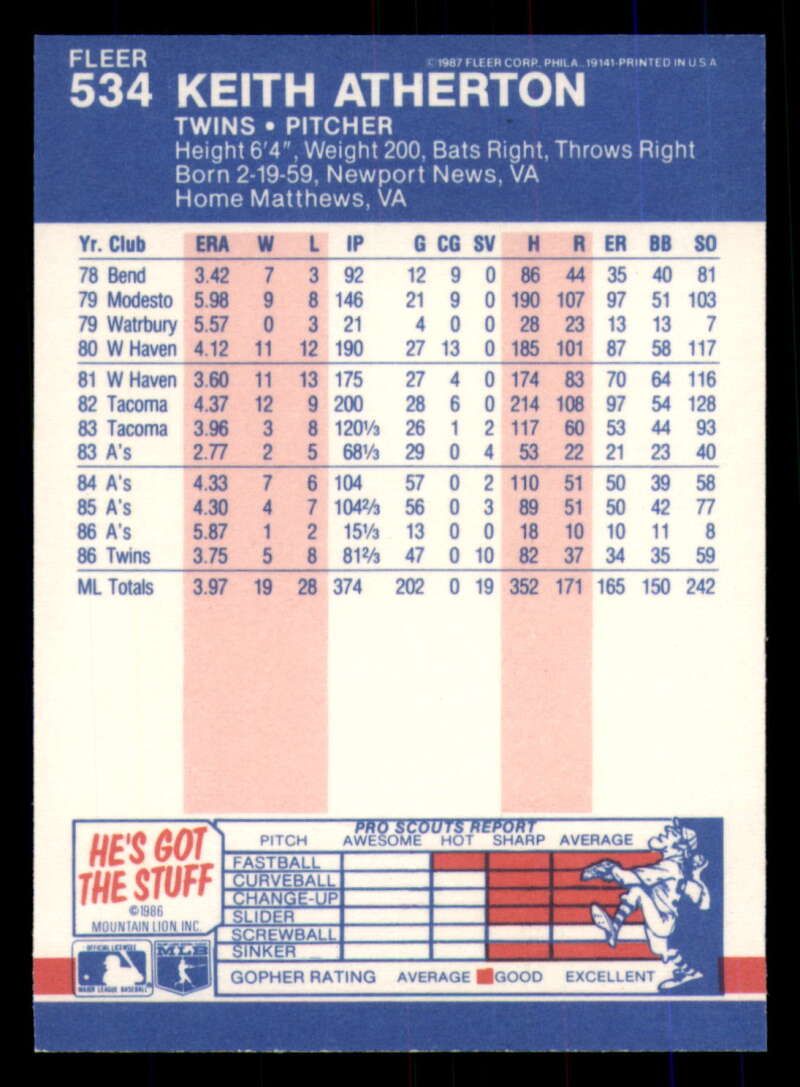 FLEER
©1987 FLEER CORP. PHILA., 19141-PRINTED IN U.S.A
534 KEITH ATHERTON
TWINS • PITCHER
Height 6'4", Weight 200, Bats Right, Throws Right
Born 2-19-59, Newport News, VA
Home Matthews, VA
Yr. Club ERA W L IP G CG SV H R ER BB SO
78 Bend 3.42 7 3 92 12 9 0 86 44 35 40 81
79 Modesto 5.98 9 8 146 21 9 0 190 107 97 51 103
79 Watrbury 5.57 0 3 21 4 0 0 28 23 13 13 7
80 W Haven 4.12 11 12 190 27 13 0 185 101 87 58 117
81 W Haven 3.60 11 13 175 27 4 0 174 83 70 64 116
82 Tacoma 4.37 12 9 200 28 6 0 214 108 97 54 128
83 Tacoma 3.96 3 8 120⅓ 26 1 2 117 60 53 44 93
83 A's 2.77 2 5 68⅓ 29 0 4 53 22 21 23 40
84 A's 4.33 7 6 104 57 0 2 110 51 50 39 58
85 A's 4.30 4 7 104⅔ 56 0 3 89 51 50 42 77
86 A's 5.87 1 2 15⅓ 13 0 0 18 10 10 11 8
86 Twins 3.75 5 8 81⅔ 47 0 10 82 37 34 35 59
ML Totals 3.97 19 28 374 202 0 19 352 171 165 150 242
HE'S GOT
THE STUFF
©1986
MOUNTAIN LION, INC.
OFFICIAL LICENSEE
MAJOR LEAGUE BASEBALL
MLB
PRO SCOUTS REPORT
PITCH AWESOME HOT SHARP AVERAGE
FASTBALL
CURVEBALL
CHANGE-UP
SLIDER
SCREWBALL
SINKER
GOPHER RATING AVERAGE GOOD EXCELLENT